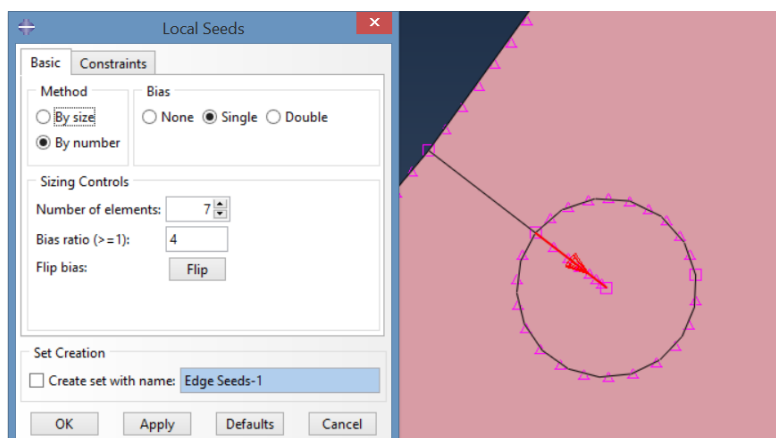 Local Seeds
Basic Constraints
Method Bias
By size None Single Double
By number
Sizing Controls
Number of elements: 7
Bias ratio (>=1): 4
Flip bias: Flip
Set Creation
Create set with name: Edge Seeds-1
OK Apply Defaults Cancel